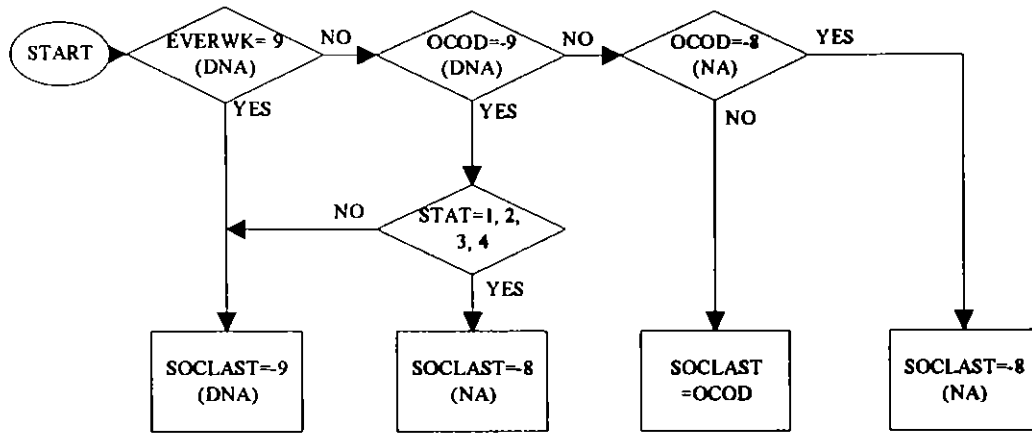 START
EVERWK= 9
(DNA)
NO
OCOD=-9
(DNA)
NO
OCOD=-8
(NA)
YES
YES
YES
NO
NO
STAT=1, 2,
3, 4
YES
SOCLAST=-9
(DNA)
SOCLAST=-8
(NA)
SOCLAST
=OCOD
SOCLAST=-8
(NA)